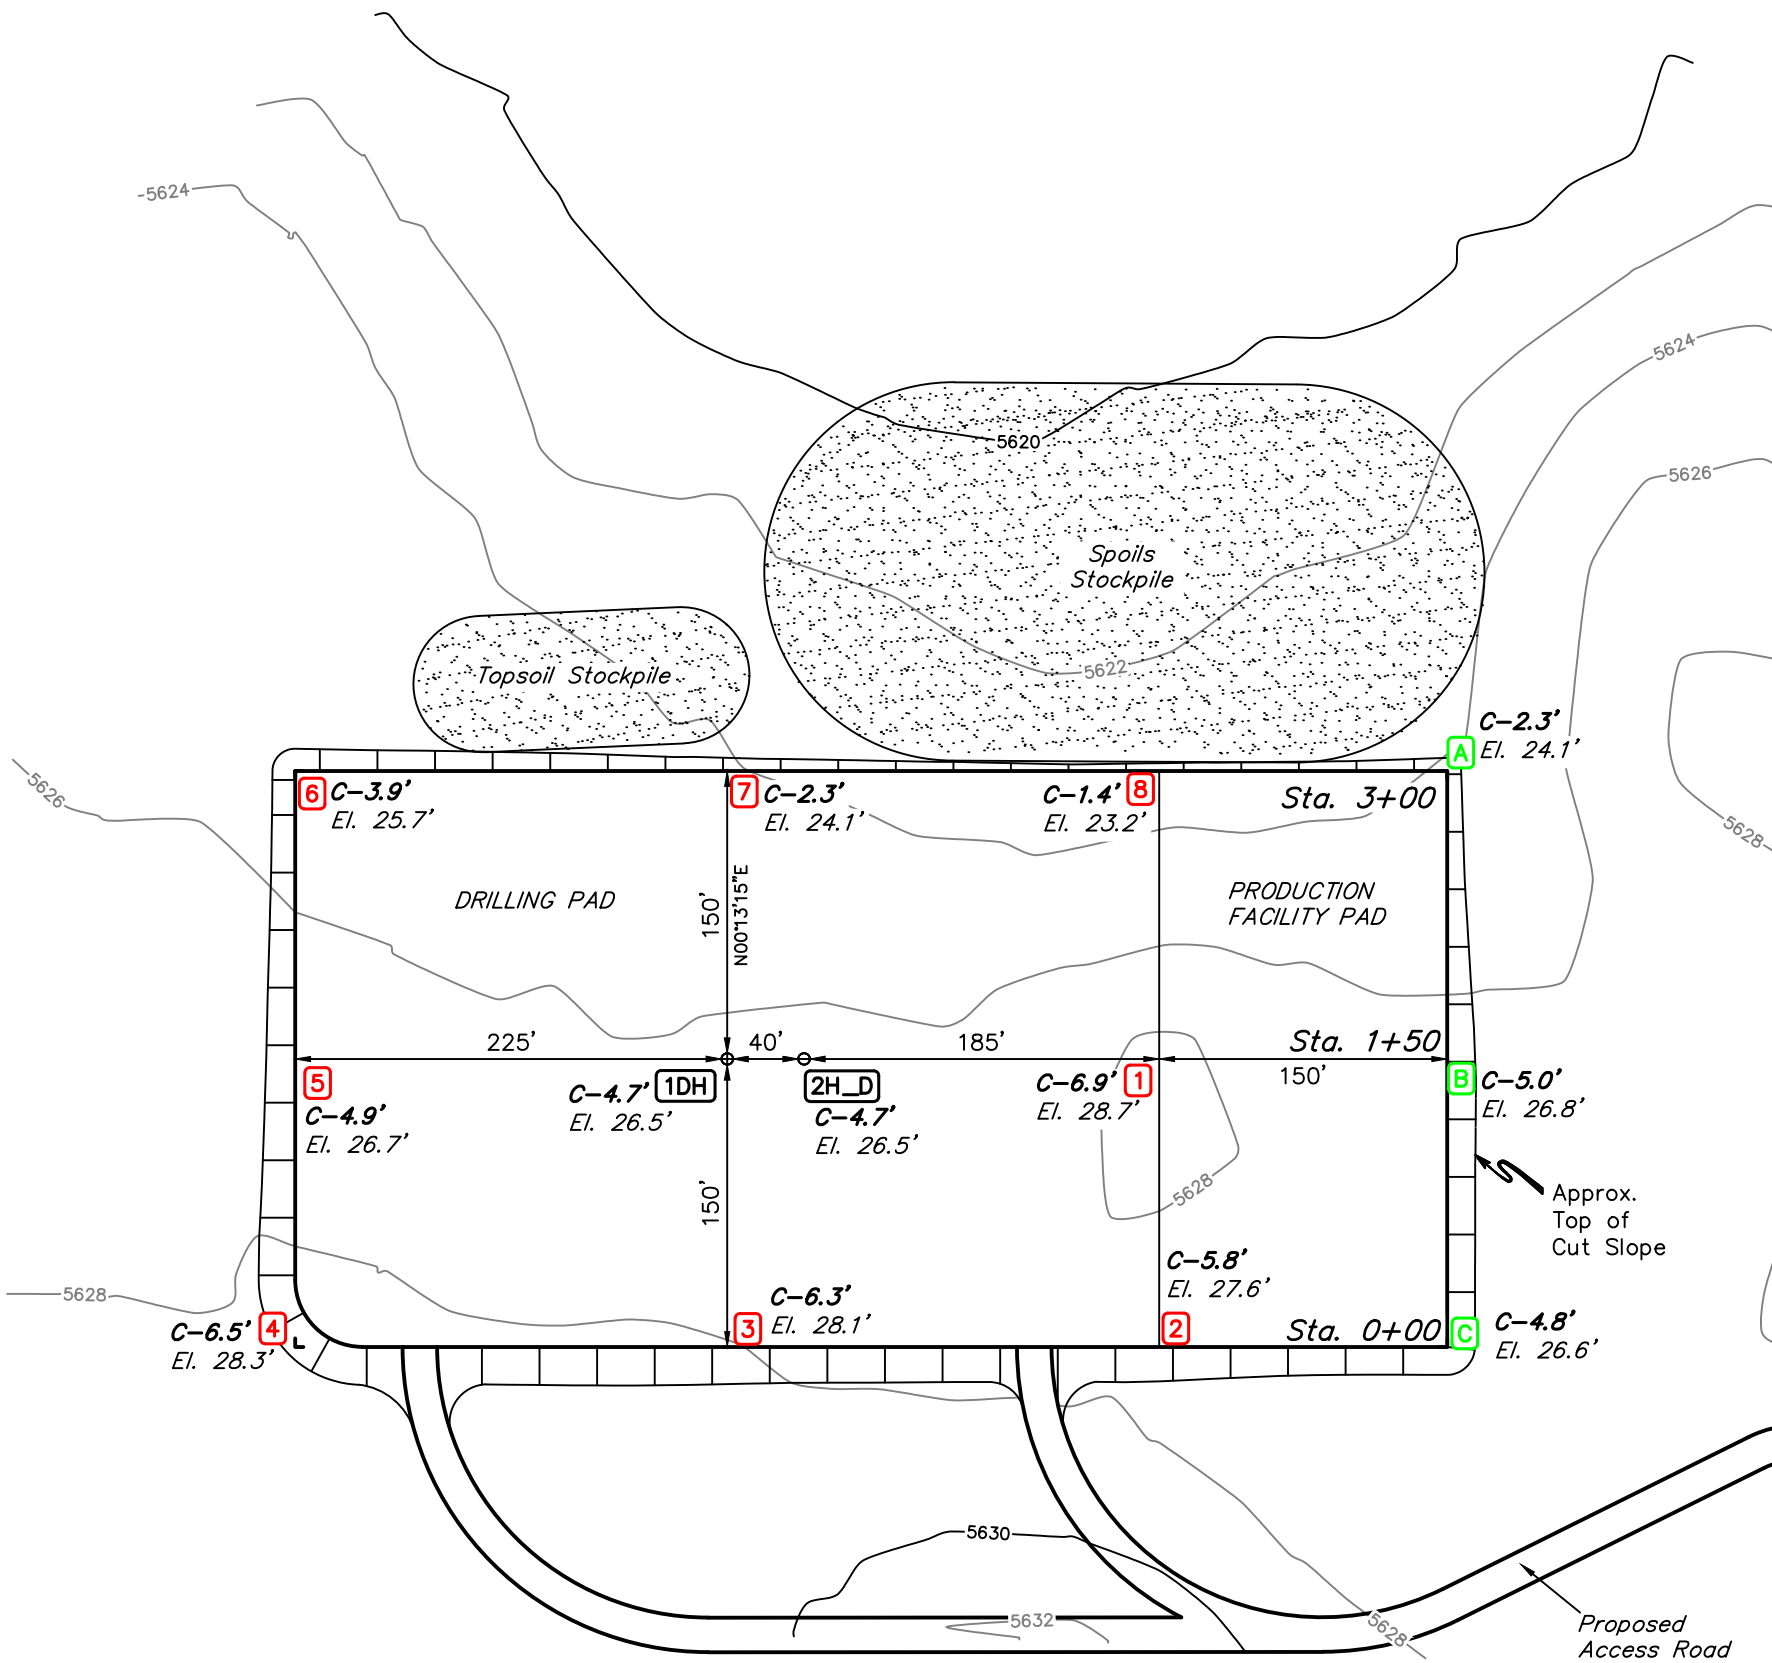 -5624
5624
5620
5626
Spoils
Stockpile
5622
Topsoil Stockpile
A
C-2.3'
El. 24.1'
5626
6
C-3.9'
El. 25.7'
7
C-2.3'
El. 24.1'
C-1.4'
8
El. 23.2'
Sta. 3+00
5628
DRILLING PAD
150'
N00°13'15"E
PRODUCTION
FACILITY PAD
225'
40'
185'
Sta. 1+50
150'
5
C-4.9'
El. 26.7'
C-4.7'
1DH
El. 26.5'
2H_D
C-4.7'
El. 26.5'
C-6.9'
1
El. 28.7'
B
C-5.0'
El. 26.8'
150'
5628
Approx.
Top of
Cut Slope
5628
C-5.8'
El. 27.6'
2
C-6.5'
4
El. 28.3'
3
C-6.3'
El. 28.1'
Sta. 0+00
C
C-4.8'
El. 26.6'
5630
5632
5628
Proposed
Access Road